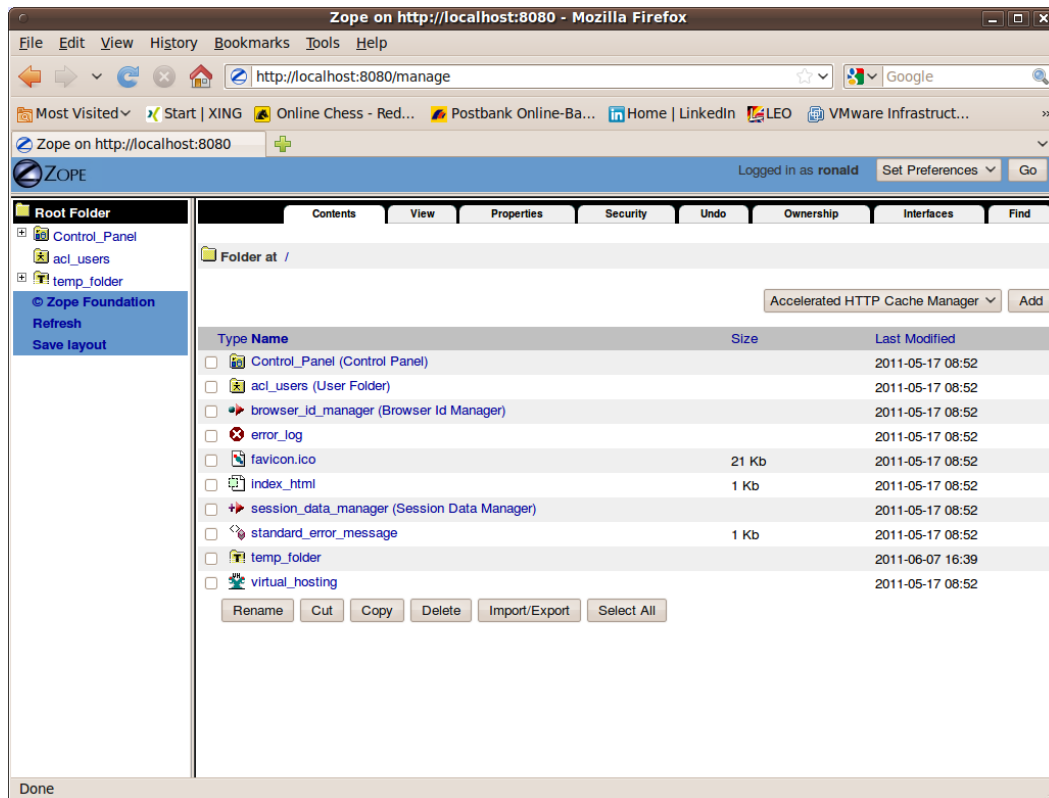 Zope on http://localhost:8080 - Mozilla Firefox
File Edit View History Bookmarks Tools Help
http://localhost:8080/manage Google
Most Visited Start | XING Online Chess - Red... Postbank Online-Ba... in Home | LinkedIn LEO VMware Infrastruct... »
Zope on http://localhost:8080
ZOPE Logged in as ronald Set Preferences Go
Root Folder Contents View Properties Security Undo Ownership Interfaces Find
Control_Panel
acl_users
temp_folder
© Zope Foundation
Refresh
Save layout
Folder at /
Accelerated HTTP Cache Manager Add
Type Name Size Last Modified
Control_Panel (Control Panel) 2011-05-17 08:52
acl_users (User Folder) 2011-05-17 08:52
browser_id_manager (Browser Id Manager) 2011-05-17 08:52
error_log 2011-05-17 08:52
favicon.ico 21 Kb 2011-05-17 08:52
index_html 1 Kb 2011-05-17 08:52
session_data_manager (Session Data Manager) 2011-05-17 08:52
standard_error_message 1 Kb 2011-05-17 08:52
temp_folder 2011-06-07 16:39
virtual_hosting 2011-05-17 08:52
Rename Cut Copy Delete Import/Export Select All
Done